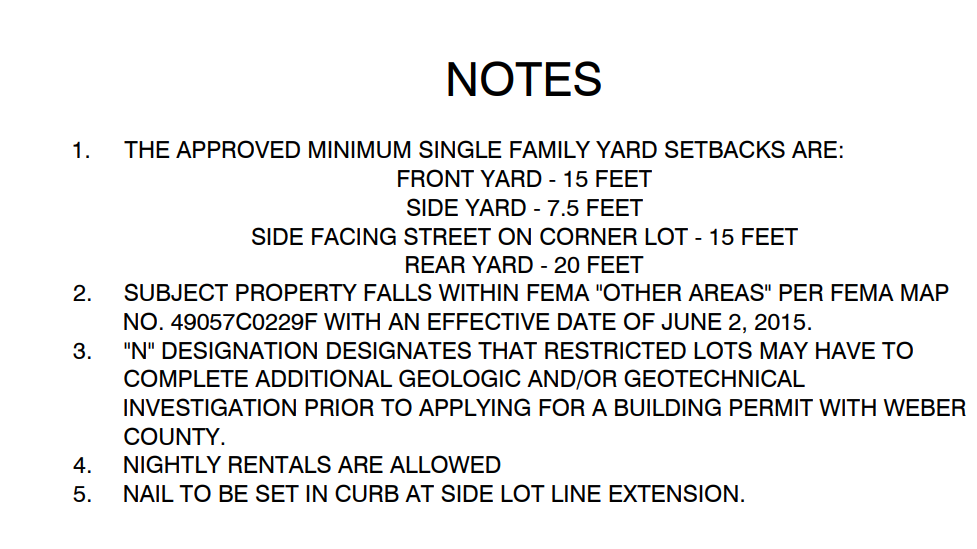 NOTES
1. THE APPROVED MINIMUM SINGLE FAMILY YARD SETBACKS ARE:
FRONT YARD - 15 FEET
SIDE YARD - 7.5 FEET
SIDE FACING STREET ON CORNER LOT - 15 FEET
REAR YARD - 20 FEET
2. SUBJECT PROPERTY FALLS WITHIN FEMA "OTHER AREAS" PER FEMA MAP
NO. 49057C0229F WITH AN EFFECTIVE DATE OF JUNE 2, 2015.
3. "N" DESIGNATION DESIGNATES THAT RESTRICTED LOTS MAY HAVE TO
COMPLETE ADDITIONAL GEOLOGIC AND/OR GEOTECHNICAL
INVESTIGATION PRIOR TO APPLYING FOR A BUILDING PERMIT WITH WEBER
COUNTY.
4. NIGHTLY RENTALS ARE ALLOWED
5. NAIL TO BE SET IN CURB AT SIDE LOT LINE EXTENSION.